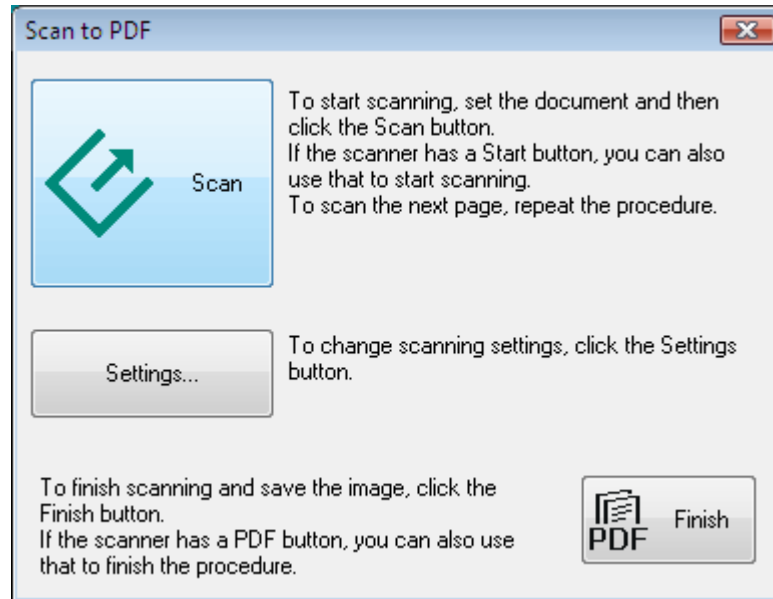 Scan to PDF
Scan
To start scanning, set the document and then
click the Scan button.
If the scanner has a Start button, you can also
use that to start scanning.
To scan the next page, repeat the procedure.
Settings...
To change scanning settings, click the Settings
button.
To finish scanning and save the image, click the
Finish button.
If the scanner has a PDF button, you can also use
that to finish the procedure.
PDF
Finish